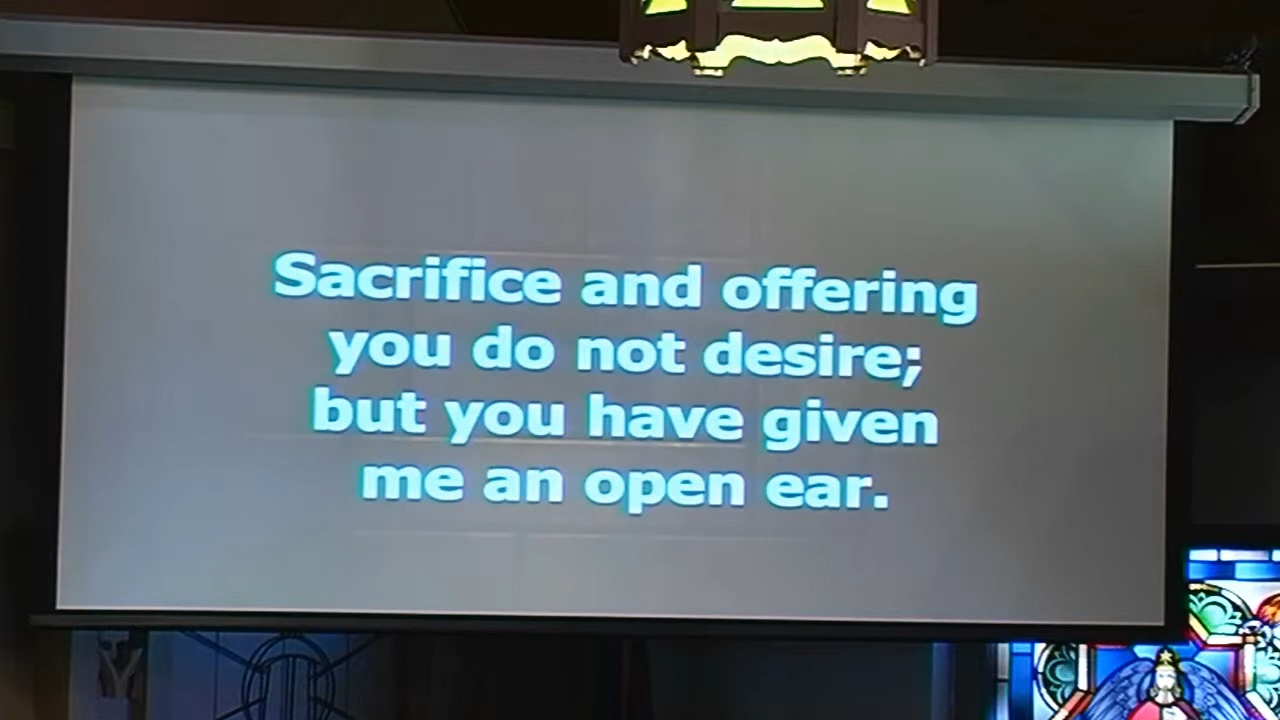 Sacrifice and offering
you do not desire;
but you have given
me an open ear.